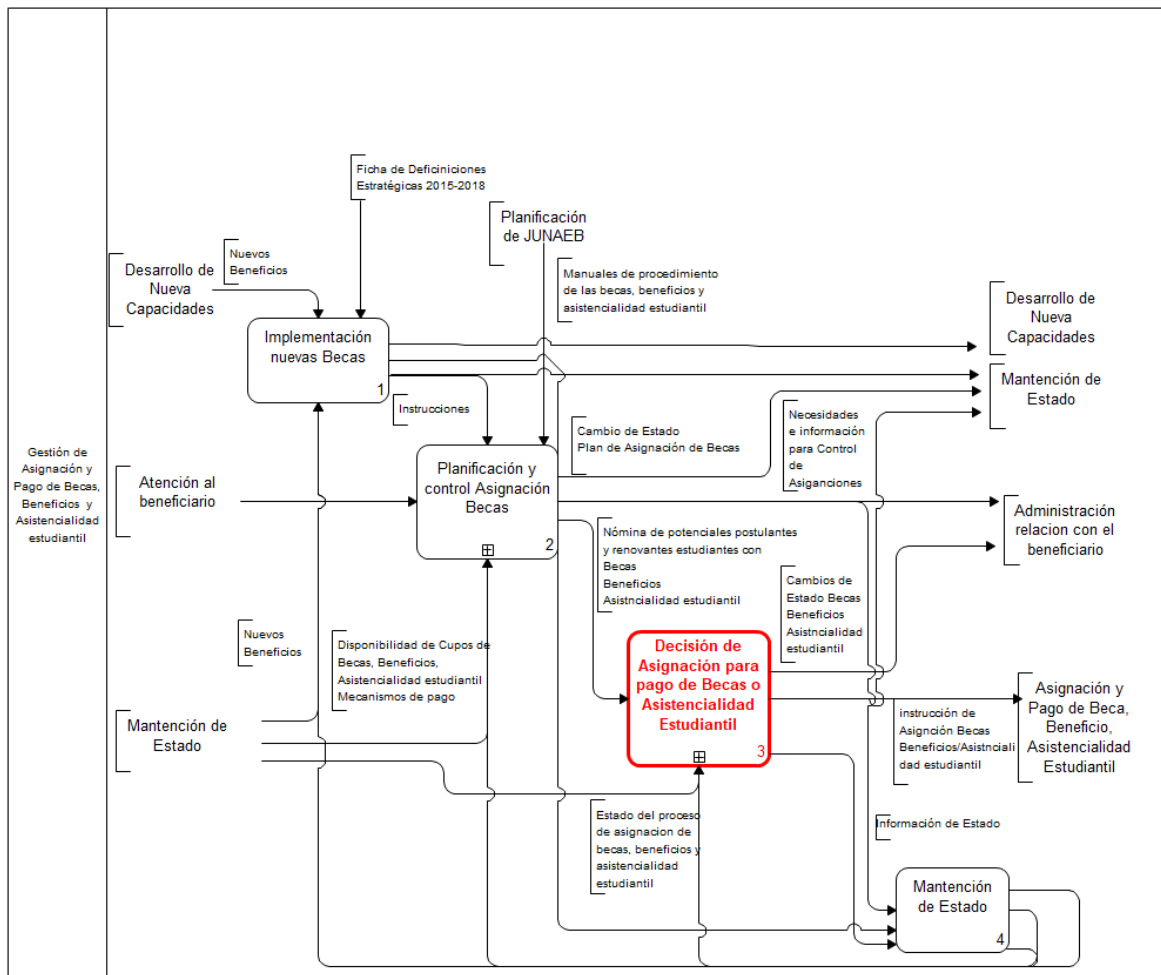 Ficha de Deficiniciones
Estratégicas 2015-2018
Planificación
de JUNAEB
Nuevos
Beneficios
Desarrollo de
Nueva
Capacidades
Manuales de procedimiento
de las becas, beneficios y
asistencialidad estudiantil
Desarrollo de
Nueva
Capacidades
Implementación
nuevas Becas
1
Mantención de
Estado
Instrucciones
Cambio de Estado
Plan de Asignación de Becas
Necesidades
e información
para Control
de
Asiganciones
Gestión de
Asignación y
Pago de Becas,
Beneficios y
Asistencialidad
estudiantil
Atención al
beneficiario
Planificación y
control Asignación
Becas
2
Administración
relacion con el
beneficiario
Nómina de potenciales postulantes
y renovantes estudiantes con
Becas
Beneficios
Asistncialidad estudiantil
Cambios de
Estado Becas
Beneficios
Asistncialidad
estudiantil
Nuevos
Beneficios
Disponibilidad de Cupos de
Becas, Beneficios,
Asistencialidad estudiantil
Mecanismos de pago
Decisión de
Asignación para
pago de Becas o
Asistencialidad
Estudiantil
3
Mantención de
Estado
instrucción de
Asignción Becas
Beneficios/Asistnciali
dad estudiantil
Asignación y
Pago de Beca,
Beneficio,
Asistencialidad
Estudiantil
Estado del proceso
de asignacion de
becas, beneficios y
asistencialidad
estudiantil
Información de Estado
Mantención
de Estado
4